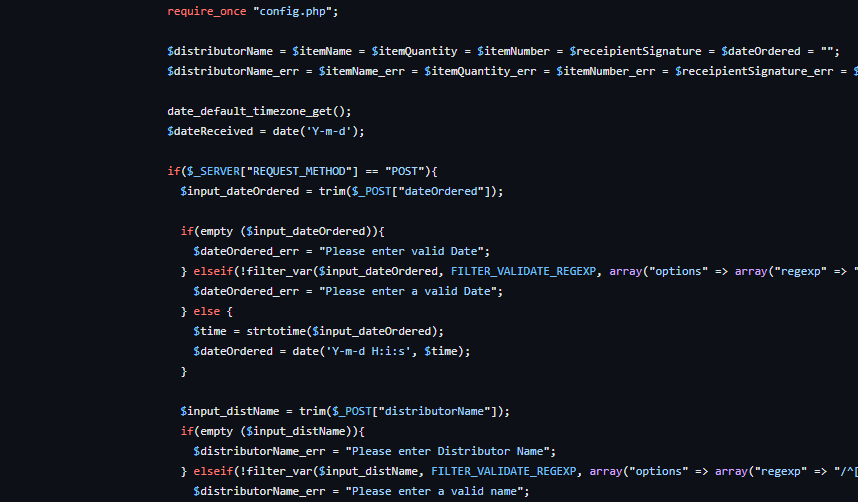 require_once "config.php";
$distributorName = $itemName = $itemQuantity = $itemNumber = $receipientSignature = $dateOrdered = "";
$distributorName_err = $itemName_err = $itemQuantity_err = $itemNumber_err = $receipientSignature_err = $
date_default_timezone_get();
$dateReceived = date('Y-m-d');
if($_SERVER["REQUEST_METHOD"] == "POST"){
$input_dateOrdered = trim($_POST["dateOrdered"]);
if(empty ($input_dateOrdered)){
$dateOrdered_err = "Please enter valid Date";
} elseif(!filter_var($input_dateOrdered, FILTER_VALIDATE_REGEXP, array("options" => array("regexp" => "
$dateOrdered_err = "Please enter a valid Date";
} else {
$time = strtotime($input_dateOrdered);
$dateOrdered = date('Y-m-d H:i:s', $time);
}
$input_distName = trim($_POST["distributorName"]);
if(empty ($input_distName)){
$distributorName_err = "Please enter Distributor Name";
} elseif(!filter_var($input_distName, FILTER_VALIDATE_REGEXP, array("options" => array("regexp" => "/^[
$distributorName_err = "Please enter a valid name";